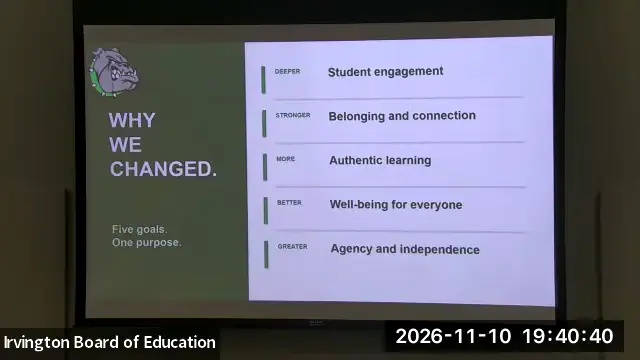 WHY
WE
CHANGED.
Five goals.
One purpose.
DEEPER Student engagement
STRONGER Belonging and connection
MORE Authentic learning
BETTER Well-being for everyone
GREATER Agency and independence
Irvington Board of Education
2026-11-10 19:40:40